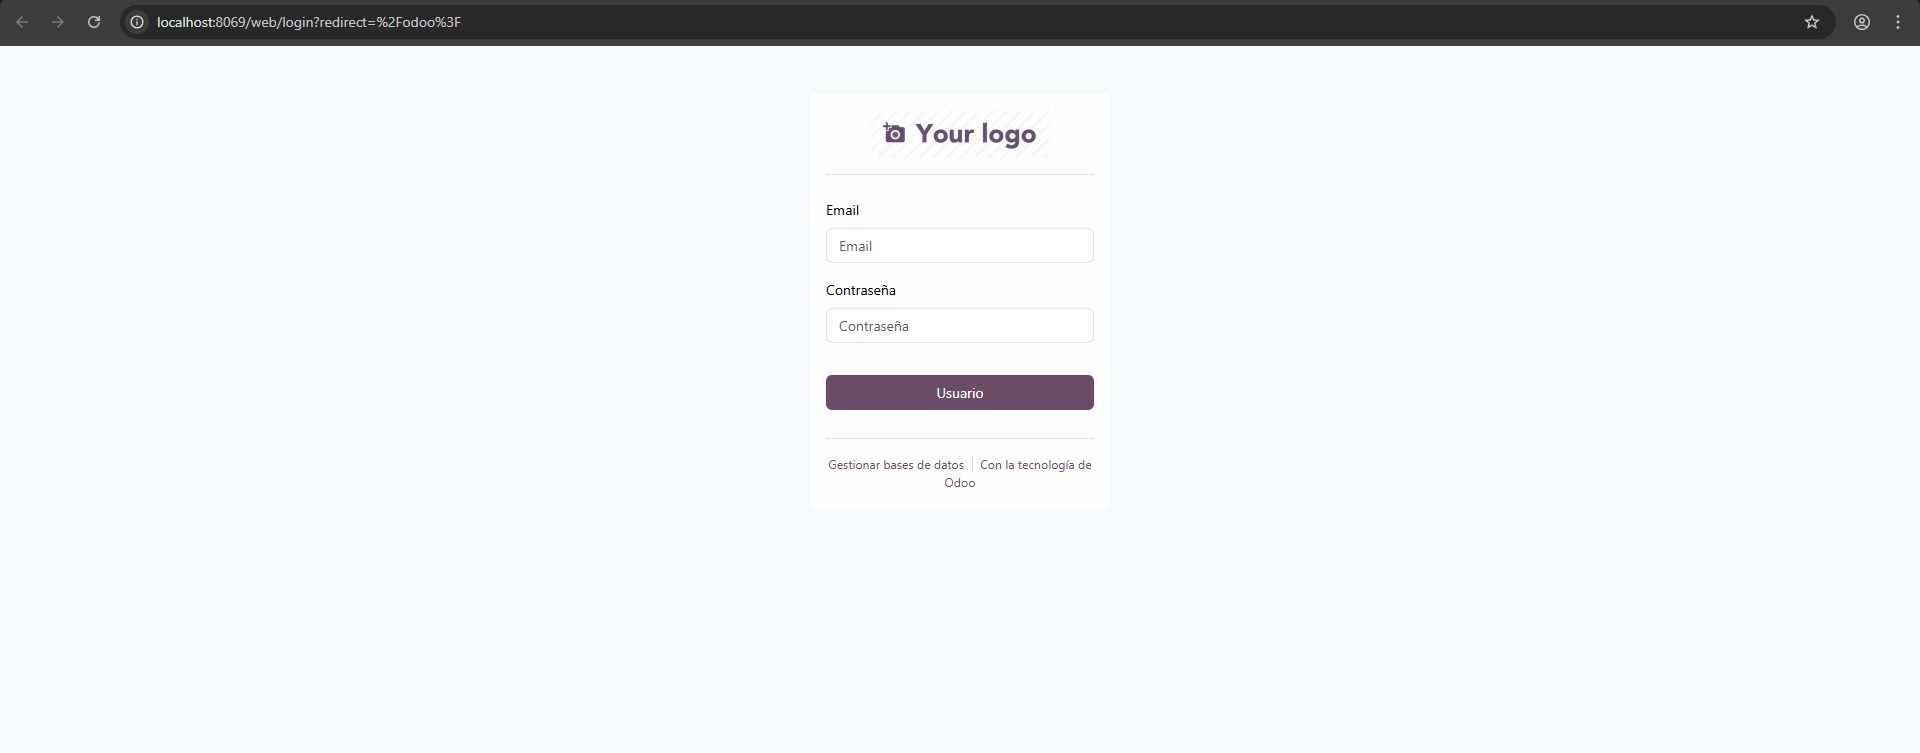 localhost:8069/web/login?redirect=%2Fodoo%3F
Your logo
Email
Email
Contraseña
Contraseña
Usuario
Gestionar bases de datos Con la tecnología de
Odoo